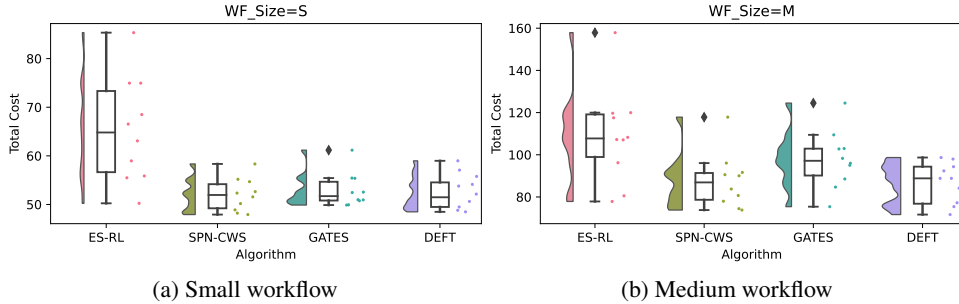 WF_Size=S
Total Cost
80
70
60
50
ES-RL SPN-CWS GATES DEFT
Algorithm
(a) Small workflow
WF_Size=M
Total Cost
160
140
120
100
80
ES-RL SPN-CWS GATES DEFT
Algorithm
(b) Medium workflow